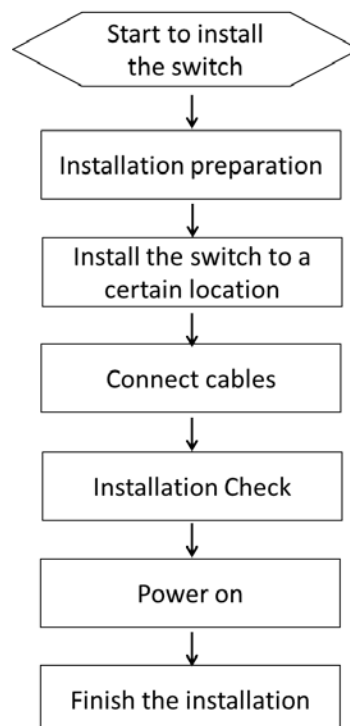 Start to install
the switch
Installation preparation
Install the switch to a
certain location
Connect cables
Installation Check
Power on
Finish the installation